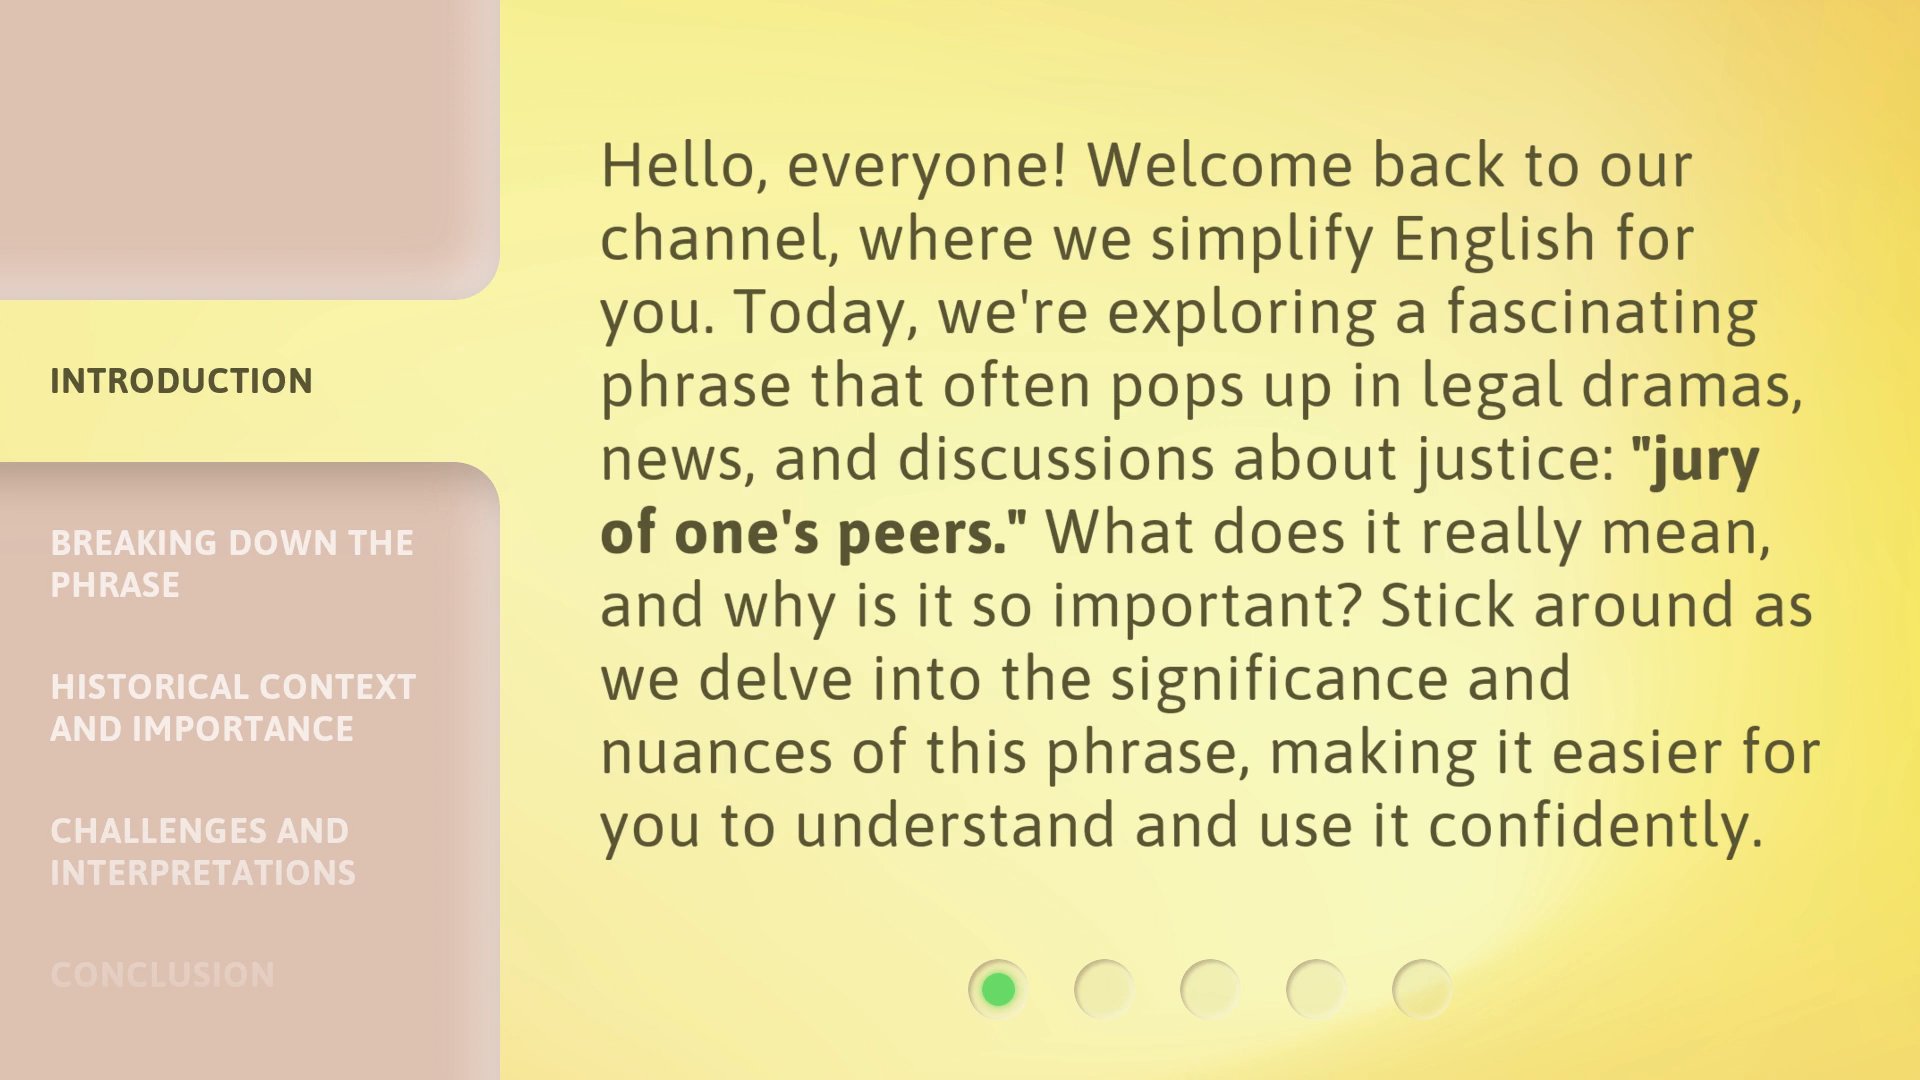 INTRODUCTION
BREAKING DOWN THE
PHRASE
HISTORICAL CONTEXT
AND IMPORTANCE
CHALLENGES AND
INTERPRETATIONS
CONCLUSION
Hello, everyone! Welcome back to our
channel, where we simplify English for
you. Today, we're exploring a fascinating
phrase that often pops up in legal dramas,
news, and discussions about justice: "jury
of one's peers." What does it really mean,
and why is it so important? Stick around as
we delve into the significance and
nuances of this phrase, making it easier for
you to understand and use it confidently.